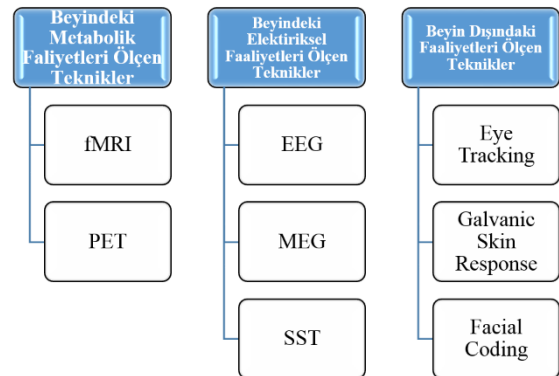 Beyindeki
Metabolik
Faliyetleri Ölçen
Teknikler
fMRI
PET
Beyindeki
Elektiriksel
Faaliyetleri Ölçen
Teknikler
EEG
MEG
SST
Beyin Dışındaki
Faaliyetleri Ölçen
Teknikler
Eye
Tracking
Galvanic
Skin
Response
Facial
Coding